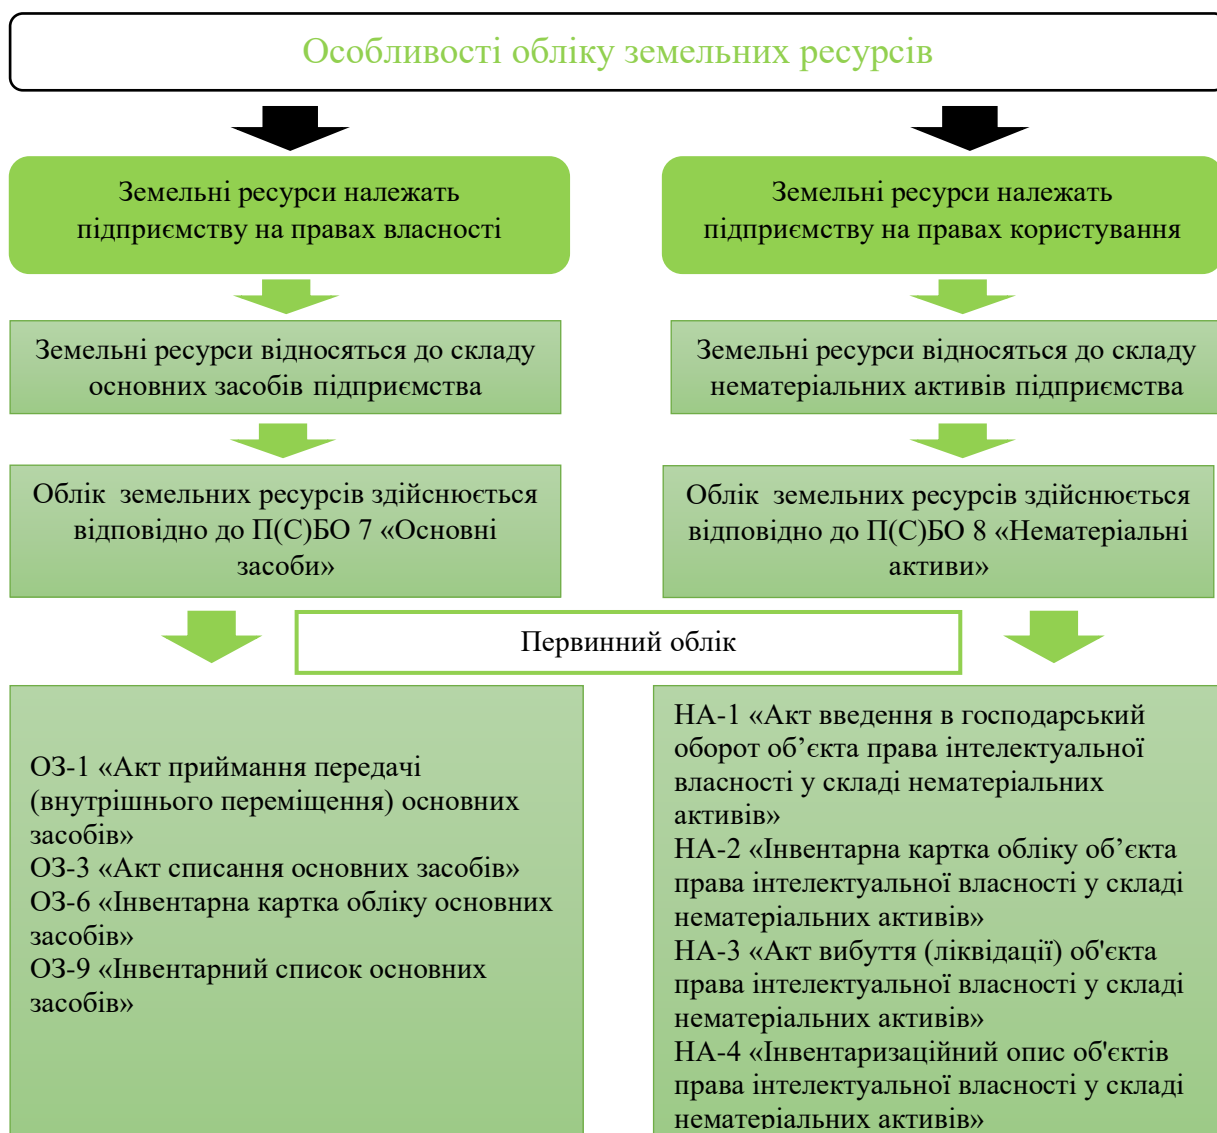 Особливості обліку земельних ресурсів
Земельні ресурси належать
підприємству на правах власності
Земельні ресурси належать
підприємству на правах користування
Земельні ресурси відносяться до складу
основних засобів підприємства
Земельні ресурси відносяться до складу
нематеріальних активів підприємства
Облік земельних ресурсів здійснюється
відповідно до П(С)БО 7 «Основні
засоби»
Облік земельних ресурсів здійснюється
відповідно до П(С)БО 8 «Нематеріальні
активи»
Первинний облік
ОЗ-1 «Акт приймання передачі
(внутрішнього переміщення) основних
засобів»
ОЗ-3 «Акт списання основних засобів»
ОЗ-6 «Інвентарна картка обліку основних
засобів»
ОЗ-9 «Інвентарний список основних
засобів»
НА-1 «Акт введення в господарський
оборот об’єкта права інтелектуальної
власності у складі нематеріальних
активів»
НА-2 «Інвентарна картка обліку об’єкта
права інтелектуальної власності у складі
нематеріальних активів»
НА-3 «Акт вибуття (ліквідації) об'єкта
права інтелектуальної власності у складі
нематеріальних активів»
НА-4 «Інвентаризаційний опис об'єктів
права інтелектуальної власності у складі
нематеріальних активів»